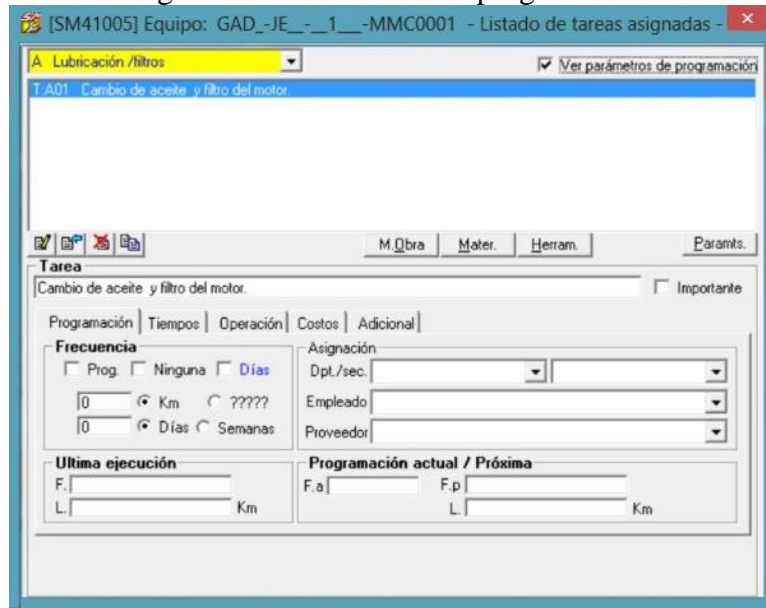 [SM41005] Equipo: GAD_-JE__-__1___-MMC0001 - Listado de tareas asignadas -
A Lubricación /filtros
Ver parámetros de programación
T:A01 Cambio de aceite y filtro del motor.
M.Obra Mater. Herram. Paramts.
Tarea
Cambio de aceite y filtro del motor. Importante
Programación Tiempos Operación Costos Adicional
Frecuencia Asignación
Prog. Ninguna Días Dpt./sec.
0 Km ????? Empleado
0 Días Semanas Proveedor
Ultima ejecución Programación actual / Próxima
F. F.a F.p
L. Km L. Km